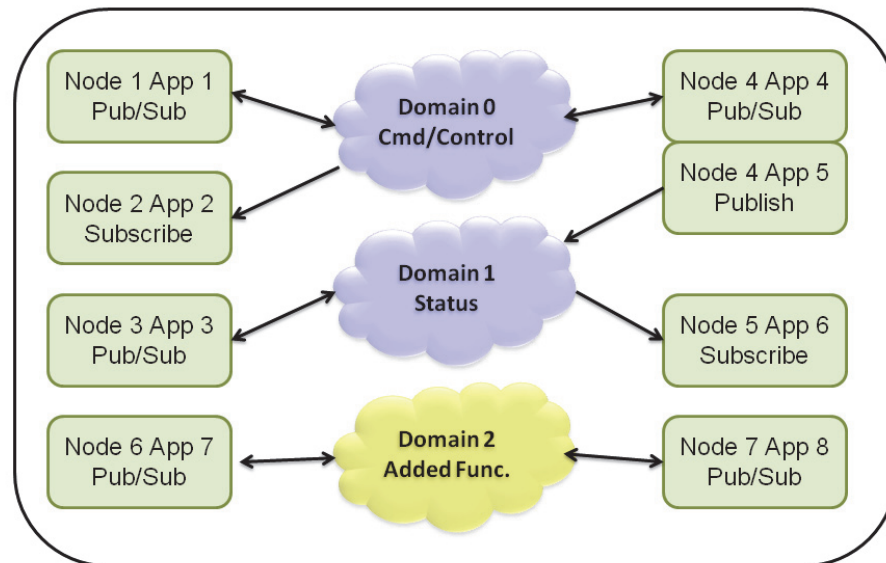 Node 1 App 1
Pub/Sub
Domain 0
Cmd/Control
Node 4 App 4
Pub/Sub
Node 2 App 2
Subscribe
Node 4 App 5
Publish
Domain 1
Status
Node 3 App 3
Pub/Sub
Node 5 App 6
Subscribe
Node 6 App 7
Pub/Sub
Domain 2
Added Func.
Node 7 App 8
Pub/Sub